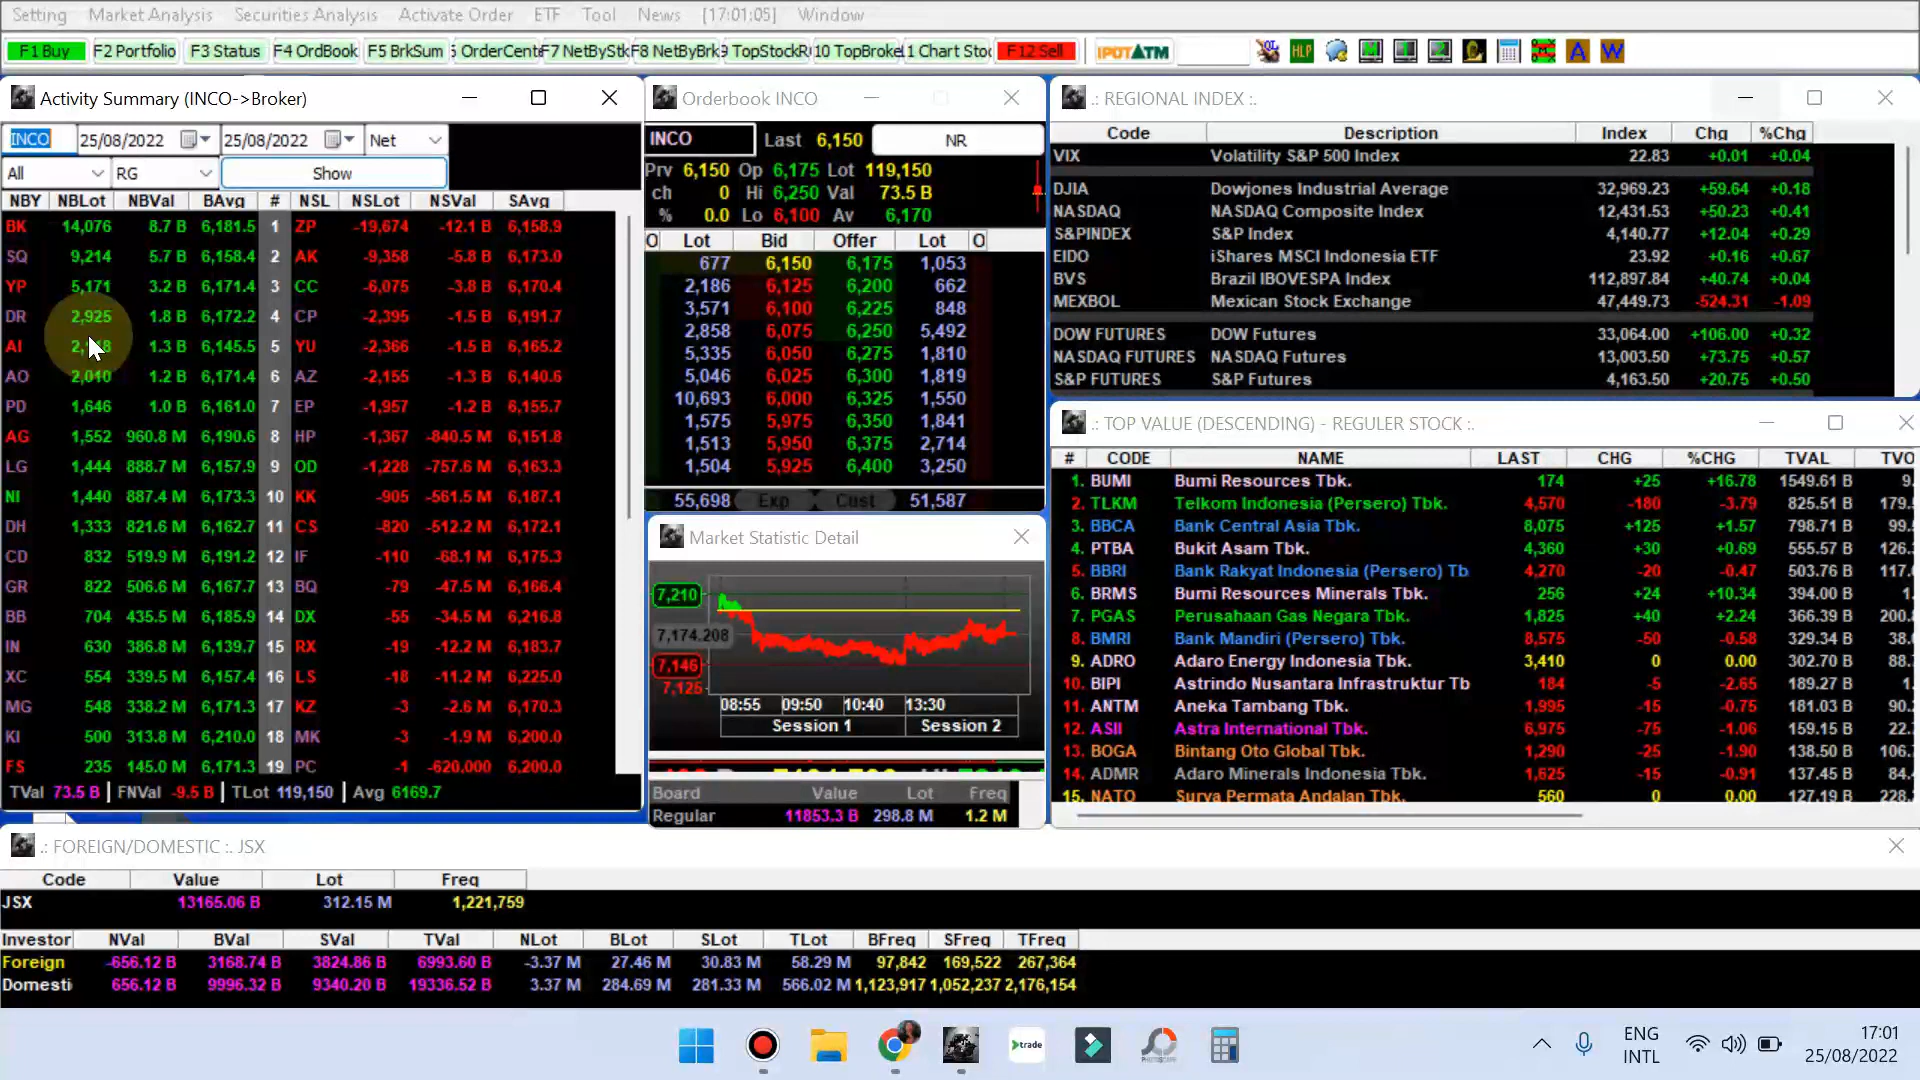 Setting Market Analysis Securities Analysis Activate Order ETF Tool News [17:01:05] Window
F1 Buy F2 Portfolio F3 Status F4 OrdBook F5 BrkSum OrderCent F7 NetByStk F8 NetByBrk 9 TopStock 10 TopBroke 1 Chart Stoc F12 Sell IPOTATM HLP A W
Activity Summary (INCO->Broker)
INCO 25/08/2022 25/08/2022 Net
All RG Show
NBY NBLot NBVal BAvg # NSL NSLot NSVal SAvg
BK 14,076 8.7 B 6,181.5 1 ZP -19,674 -12.1 B 6,158.9
SQ 9,214 5.7 B 6,158.4 2 AK -9,358 -5.8 B 6,173.0
YP 5,171 3.2 B 6,171.4 3 CC -6,075 -3.8 B 6,170.4
DR 2,925 1.8 B 6,172.2 4 CP -2,395 -1.5 B 6,191.7
AI 1.3 B 6,145.5 5 YU -2,366 -1.5 B 6,165.2
AO 2,010 1.2 B 6,171.4 6 AZ -2,155 -1.3 B 6,140.6
PD 1,646 1.0 B 6,161.0 7 EP -1,957 -1.2 B 6,155.7
AG 1,552 960.8 M 6,190.6 8 HP -1,367 -840.5 M 6,151.8
LG 1,444 888.7 M 6,157.9 9 OD -1,228 -757.6 M 6,163.3
NI 1,440 887.4 M 6,173.3 10 KK -905 -561.5 M 6,187.1
DH 1,333 821.6 M 6,162.7 11 CS -820 -512.2 M 6,172.1
CD 832 519.9 M 6,191.2 12 IF -110 -68.1 M 6,175.3
GR 822 506.6 M 6,167.7 13 BQ -79 -47.5 M 6,166.4
BB 704 435.5 M 6,185.9 14 DX -55 -34.5 M 6,216.8
IN 630 386.8 M 6,139.7 15 RX -19 -12.2 M 6,183.7
XC 554 339.5 M 6,157.4 16 LS -18 -11.2 M 6,225.0
MG 548 338.2 M 6,171.3 17 KZ -3 -2.6 M 6,170.3
KI 500 313.8 M 6,210.0 18 MK -3 -1.9 M 6,200.0
FS 235 145.0 M 6,171.3 19 PC -1 -620,000 6,200.0
TVal 73.5 B FNVal -9.5 B TLot 119,150 Avg 6169.7
Orderbook INCO
INCO Last 6,150 NR
Prv 6,150 Op 6,175 Lot 119,150
ch 0 Hi 6,250 Val 73.5 B
% 0.0 Lo 6,100 Av 6,170
O Lot Bid Offer Lot O
677 6,150 6,175 1,053
2,186 6,125 6,200 662
3,571 6,100 6,225 848
2,858 6,075 6,250 5,492
5,335 6,050 6,275 1,810
5,046 6,025 6,300 1,819
10,693 6,000 6,325 1,550
1,575 5,975 6,350 1,841
1,513 5,950 6,375 2,714
1,504 5,925 6,400 3,250
55,698 Exp Cust 51,587
Market Statistic Detail
7,210
7,174.208
7,146
7,125
08:55 09:50 10:40 13:30
Session 1 Session 2
Board Value Lot Freq
Regular 11853.3 B 298.8 M 1.2 M
.: REGIONAL INDEX :.
Code Description Index Chg %Chg
VIX Volatility S&P 500 Index 22.83 +0.01 +0.04
DJIA Dowjones Industrial Average 32,969.23 +59.64 +0.18
NASDAQ NASDAQ Composite Index 12,431.53 +50.23 +0.41
S&PINDEX S&P Index 4,140.77 +12.04 +0.29
EIDO iShares MSCI Indonesia ETF 23.92 +0.16 +0.67
BVS Brazil IBOVESPA Index 112,897.84 +40.74 +0.04
MEXBOL Mexican Stock Exchange 47,449.73 -524.31 -1.09
DOW FUTURES DOW Futures 33,064.00 +106.00 +0.32
NASDAQ FUTURES NASDAQ Futures 13,003.50 +73.75 +0.57
S&P FUTURES S&P Futures 4,163.50 +20.75 +0.50
.: TOP VALUE (DESCENDING) - REGULER STOCK :.
# CODE NAME LAST CHG %CHG TVAL TVO
1. BUMI Bumi Resources Tbk. 174 +25 +16.78 1549.61 B 9.
2. TLKM Telkom Indonesia (Persero) Tbk. 4,570 -180 -3.79 825.51 B 179.
3. BBCA Bank Central Asia Tbk. 8,075 +125 +1.57 798.71 B 99.
4. PTBA Bukit Asam Tbk. 4,360 +30 +0.69 555.57 B 126.
5. BBRI Bank Rakyat Indonesia (Persero) Tb 4,270 -20 -0.47 503.76 B 117.
6. BRMS Bumi Resources Minerals Tbk. 256 +24 +10.34 394.00 B 1.
7. PGAS Perusahaan Gas Negara Tbk. 1,825 +40 +2.24 366.39 B 200.
8. BMRI Bank Mandiri (Persero) Tbk. 8,575 -50 -0.58 329.34 B 38.
9. ADRO Adaro Energy Indonesia Tbk. 3,410 0 0.00 302.70 B 88.
10. BIPI Astrindo Nusantara Infrastruktur Tb 184 -5 -2.65 189.27 B 1.
11. ANTM Aneka Tambang Tbk. 1,995 -15 -0.75 181.03 B 90.
12. ASII Astra International Tbk. 6,975 -75 -1.06 159.15 B 22.
13. BOGA Bintang Oto Global Tbk. 1,290 -25 -1.90 138.50 B 106.
14. ADMR Adaro Minerals Indonesia Tbk. 1,625 -15 -0.91 137.45 B 84.
15. NATO Surya Permata Andalan Tbk. 560 0 0.00 127.19 B 228.
.: FOREIGN/DOMESTIC :. JSX
Code Value Lot Freq
JSX 13165.06 B 312.15 M 1,221,759
Investor NVal BVal SVal TVal NLot BLot SLot TLot BFreq SFreq TFreq
Foreign -656.12 B 3168.74 B 3824.86 B 6993.60 B -3.37 M 27.46 M 30.83 M 58.29 M 97,842 169,522 267,364
Domesti 656.12 B 9996.32 B 9340.20 B 19336.52 B 3.37 M 284.69 M 281.33 M 566.02 M 1,123,917 1,052,237 2,176,154
trade
ENG
INTL
17:01
25/08/2022